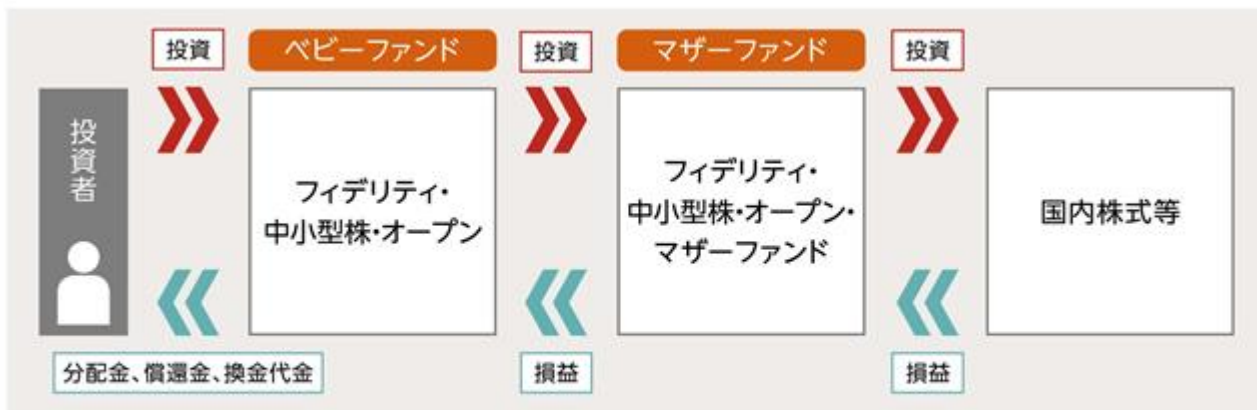 投資
ベビーファンド
投資
マザーファンド
投資
投資者
フィデリティ・
中小型株・オープン
フィデリティ・
中小型株・オープン・
マザーファンド
国内株式等
分配金、償還金、換金代金
損益
損益